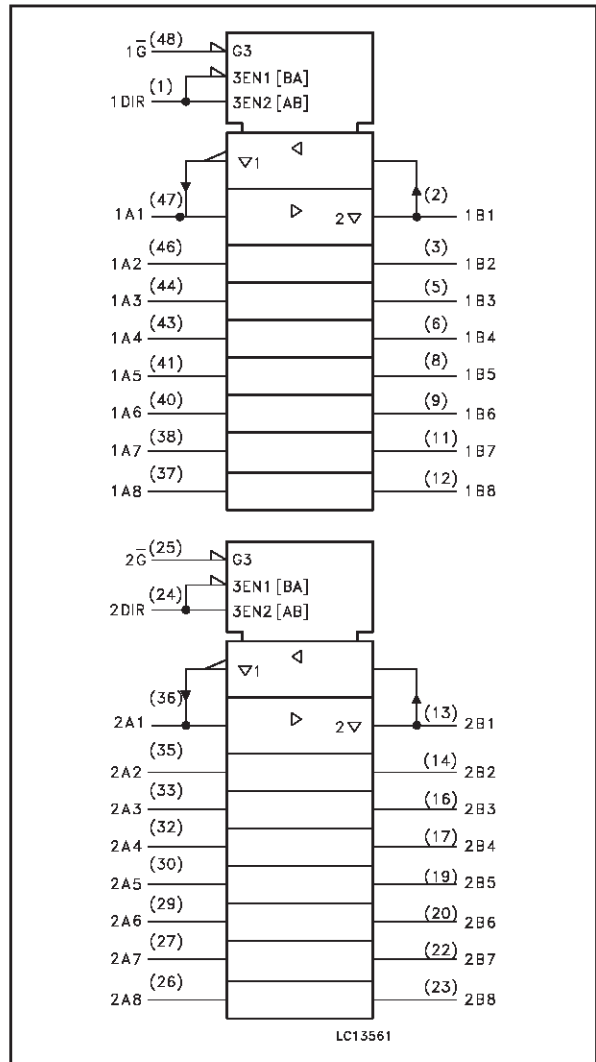 1G̅ (48) G3
3EN1 [BA]
1DIR (1) 3EN2 [AB]
▽1 ◁
1A1 (47) ▷ 2▽ (2) 1B1
1A2 (46) (3) 1B2
1A3 (44) (5) 1B3
1A4 (43) (6) 1B4
1A5 (41) (8) 1B5
1A6 (40) (9) 1B6
1A7 (38) (11) 1B7
1A8 (37) (12) 1B8
2G̅ (25) G3
3EN1 [BA]
2DIR (24) 3EN2 [AB]
▽1 ◁
2A1 (36) ▷ 2▽ (13) 2B1
2A2 (35) (14) 2B2
2A3 (33) (16) 2B3
2A4 (32) (17) 2B4
2A5 (30) (19) 2B5
2A6 (29) (20) 2B6
2A7 (27) (22) 2B7
2A8 (26) (23) 2B8
LC13561